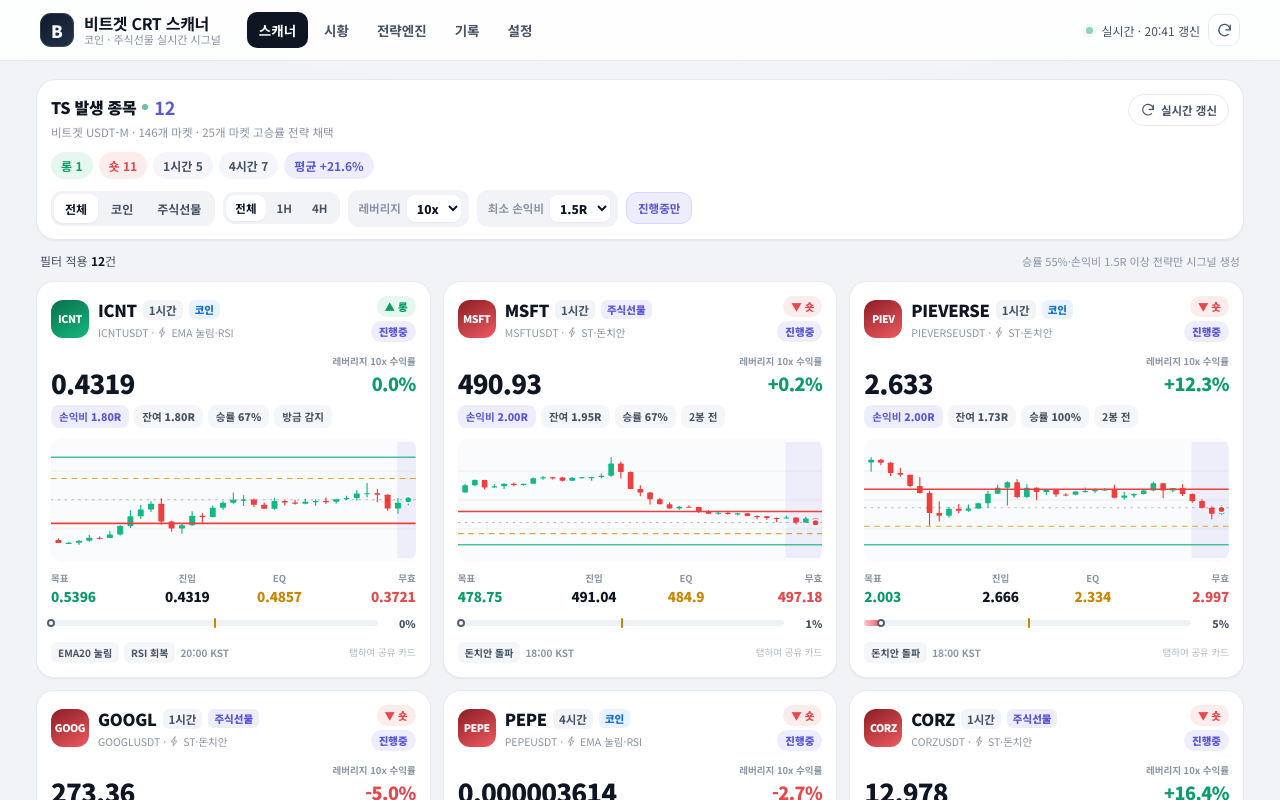 B
비트겟 CRT 스캐너
코인 · 주식선물 실시간 시그널
스캐너 시황 전략엔진 기록 설정
실시간 · 20:41 갱신
TS 발생 종목 • 12
실시간 갱신
비트겟 USDT-M · 146개 마켓 · 25개 마켓 고승률 전략 채택
롱 1 숏 11 1시간 5 4시간 7 평균 +21.6%
전체 코인 주식선물 전체 1H 4H 레버리지 10x 최소 손익비 1.5R 진행중만
필터 적용 12건
승률 55%·손익비 1.5R 이상 전략만 시그널 생성
ICNT ICNT 1시간 코인 ▲ 롱
ICNTUSDT · EMA 눌림·RSI 진행중
레버리지 10x 수익률
0.4319 0.0%
손익비 1.80R 잔여 1.80R 승률 67% 방금 감지
목표 진입 EQ 무효
0.5396 0.4319 0.4857 0.3721
0%
EMA20 눌림 RSI 회복 20:00 KST 탭하여 공유 카드
MSFT MSFT 1시간 주식선물 ▼ 숏
MSFTUSDT · ST·돈치안 진행중
레버리지 10x 수익률
490.93 +0.2%
손익비 2.00R 잔여 1.95R 승률 67% 2봉 전
목표 진입 EQ 무효
478.75 491.04 484.9 497.18
1%
돈치안 돌파 18:00 KST 탭하여 공유 카드
PIEV PIEVERSE 1시간 코인 ▼ 숏
PIEVERSEUSDT · ST·돈치안 진행중
레버리지 10x 수익률
2.633 +12.3%
손익비 2.00R 잔여 1.73R 승률 100% 2봉 전
목표 진입 EQ 무효
2.003 2.666 2.334 2.997
5%
돈치안 돌파 18:00 KST 탭하여 공유 카드
GOOG GOOGL 1시간 주식선물 ▼ 숏
GOOGLUSDT · ST·돈치안 진행중
레버리지 10x 수익률
273.36 -5.0%
PEPE PEPE 4시간 코인 ▼ 숏
PEPEUSDT · EMA 눌림·RSI 진행중
레버리지 10x 수익률
0.000003614 -2.7%
CORZ CORZ 1시간 주식선물 ▼ 숏
CORZUSDT · ST·돈치안 진행중
레버리지 10x 수익률
12.978 +16.4%